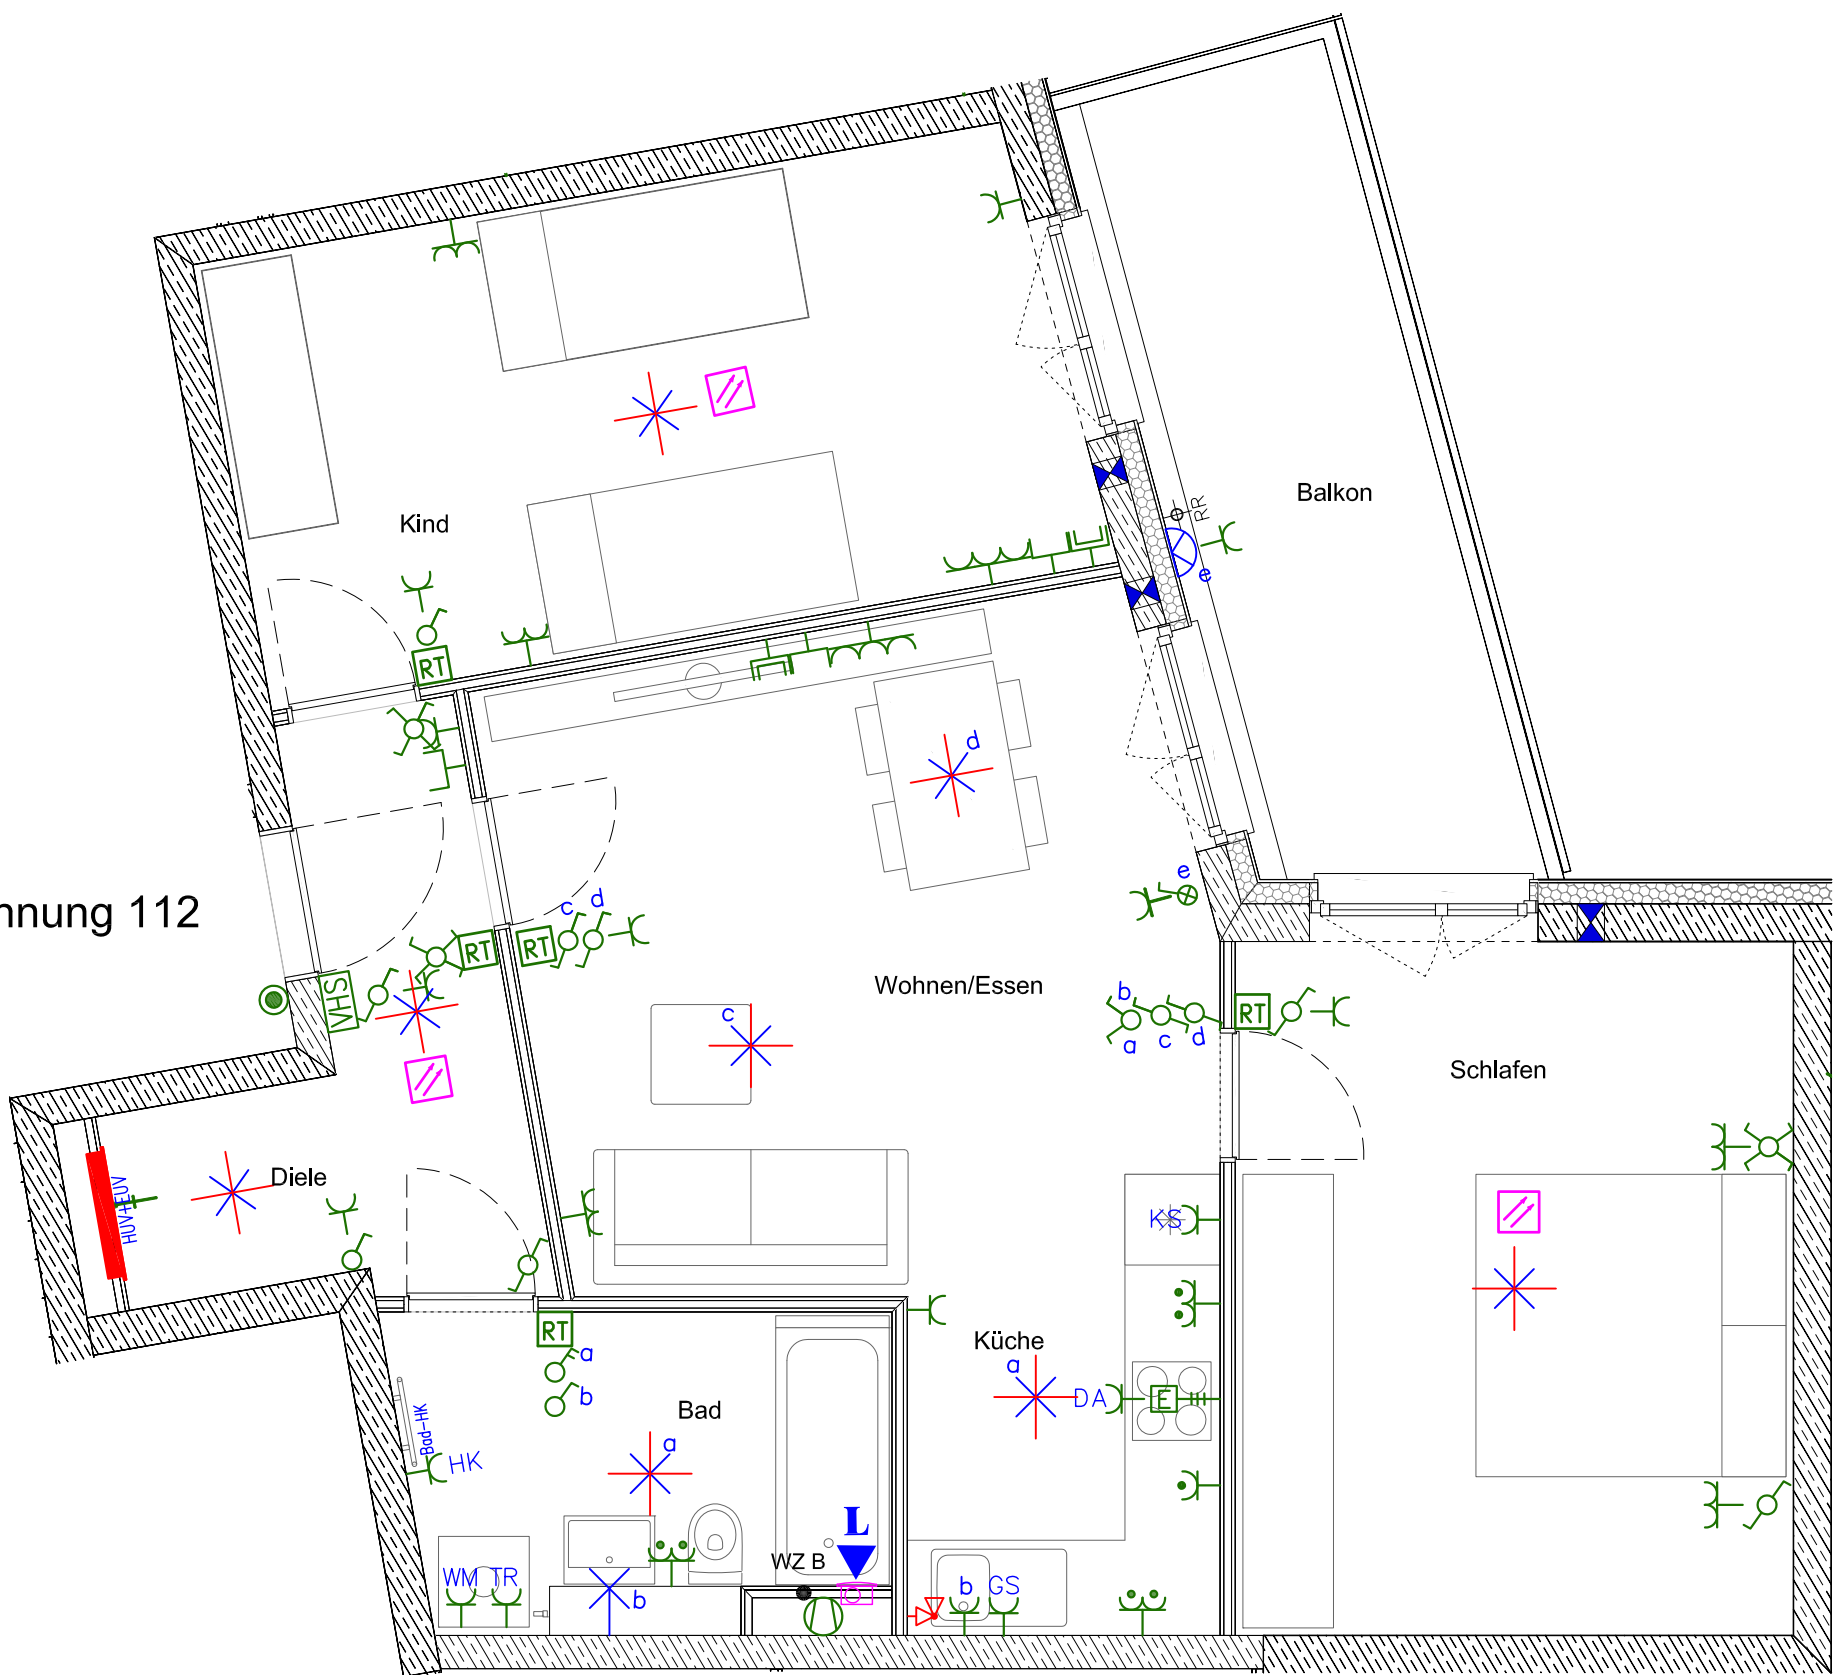 Balkon
RR
Kind
e
RT
d
hnung 112
e
c d
RT
RT
Wohnen/Essen
VHS
b
c
a c d
RT
Schlafen
Diele
HUV+EUV
KS
RT
a
b
Küche
a
DA
E
Bad
Bad-HK
HK
a
L
WZ B
WM TR
b
b GS